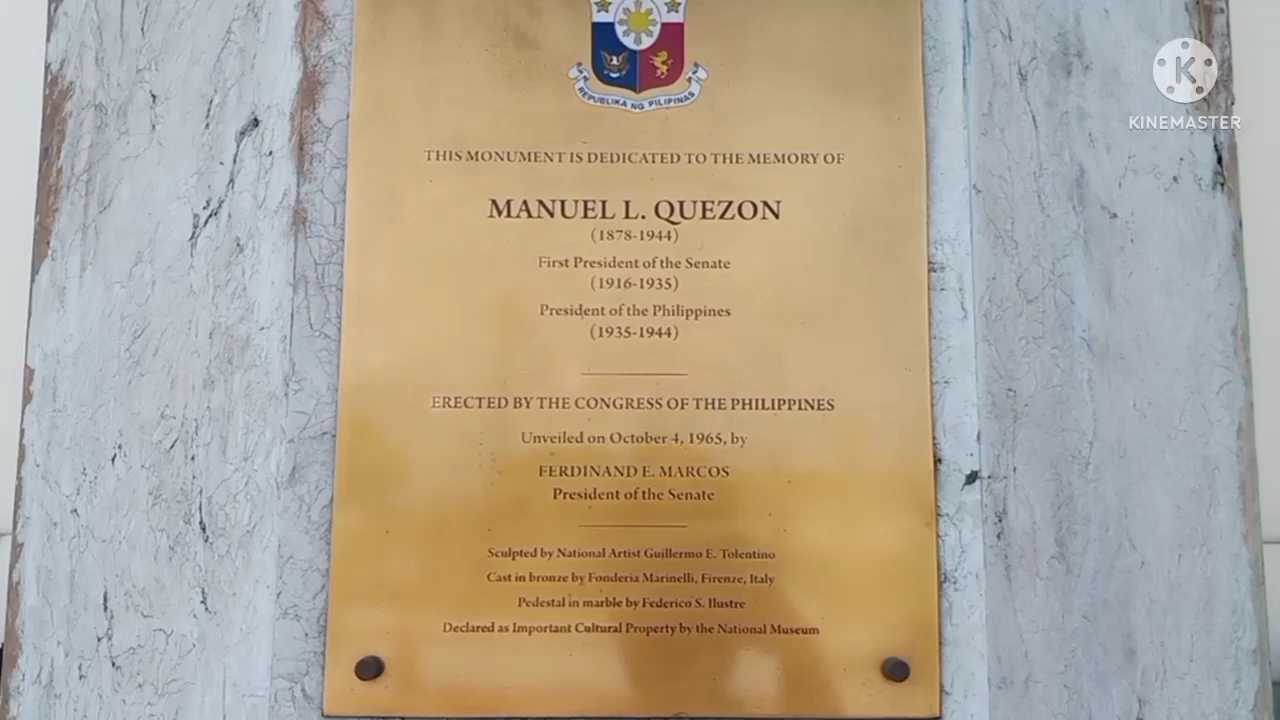 REPUBLIKA NG PILIPINAS
K
KINEMASTER
THIS MONUMENT IS DEDICATED TO THE MEMORY OF
MANUEL L. QUEZON
(1878-1944)
First President of the Senate
(1916-1935)
President of the Philippines
(1935-1944)
ERECTED BY THE CONGRESS OF THE PHILIPPINES
Unveiled on October 4, 1965, by
FERDINAND E. MARCOS
President of the Senate
Sculpted by National Artist Guillermo E. Tolentino
Cast in bronze by Fonderia Marinelli, Firenze, Italy
Pedestal in marble by Federico S. Ilustre
Declared as Important Cultural Property by the National Museum